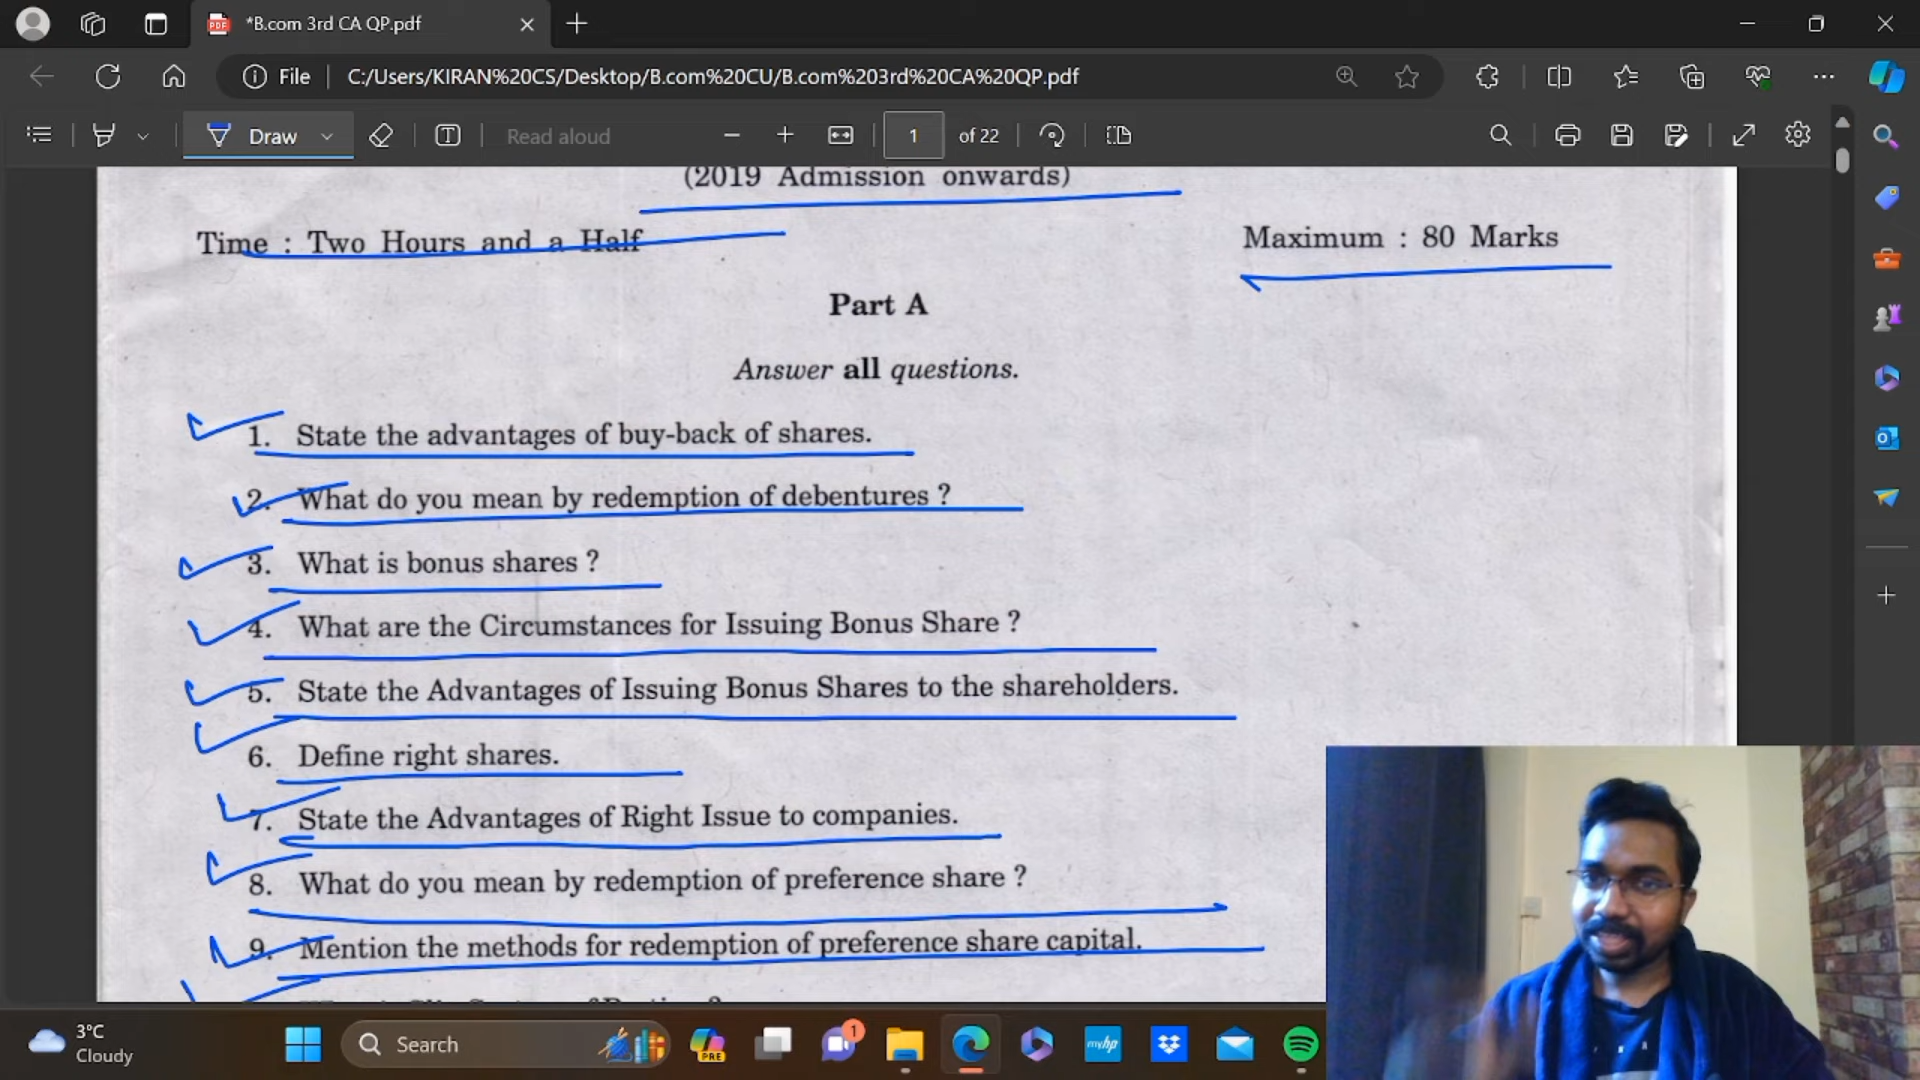 *B.com 3rd CA QP.pdf
File
C:/Users/KIRAN%20CS/Desktop/B.com%20CU/B.com%203rd%20CA%20QP.pdf
Draw
Read aloud
1
of 22
(2019 Admission onwards)
Time : Two Hours and a Half
Maximum : 80 Marks
Part A
Answer all questions.
1. State the advantages of buy-back of shares.
2. What do you mean by redemption of debentures ?
3. What is bonus shares ?
4. What are the Circumstances for Issuing Bonus Share ?
5. State the Advantages of Issuing Bonus Shares to the shareholders.
6. Define right shares.
7. State the Advantages of Right Issue to companies.
8. What do you mean by redemption of preference share ?
9. Mention the methods for redemption of preference share capital.
3°C
Cloudy
Search
PRE
1
myhp